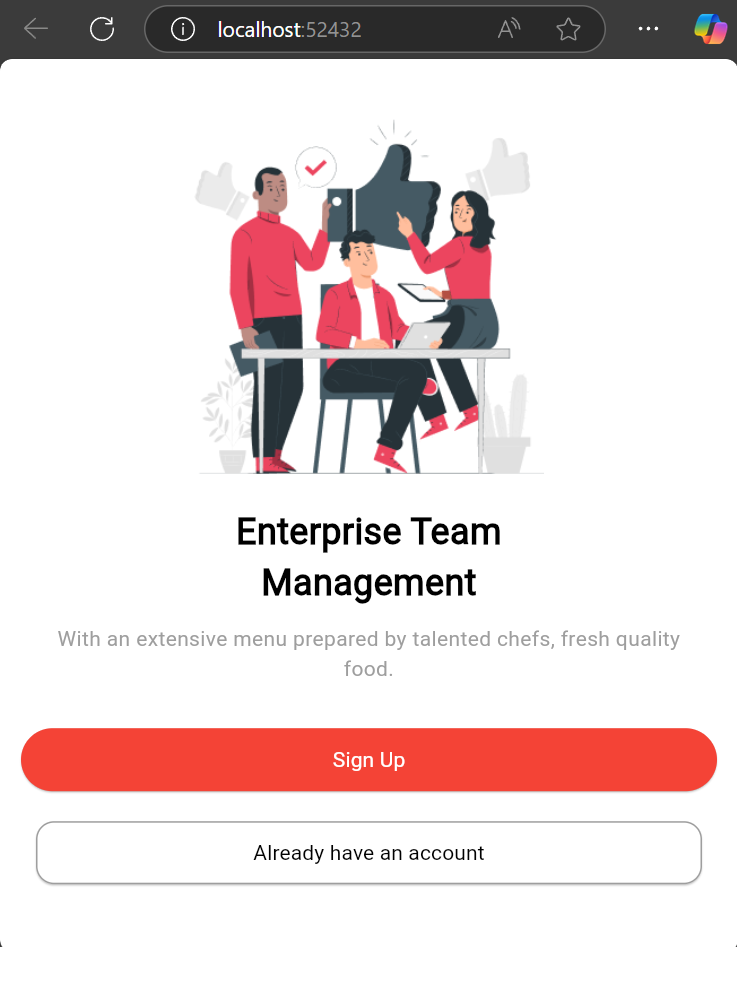 localhost:52432
Enterprise Team
Management
With an extensive menu prepared by talented chefs, fresh quality
food.
Sign Up
Already have an account